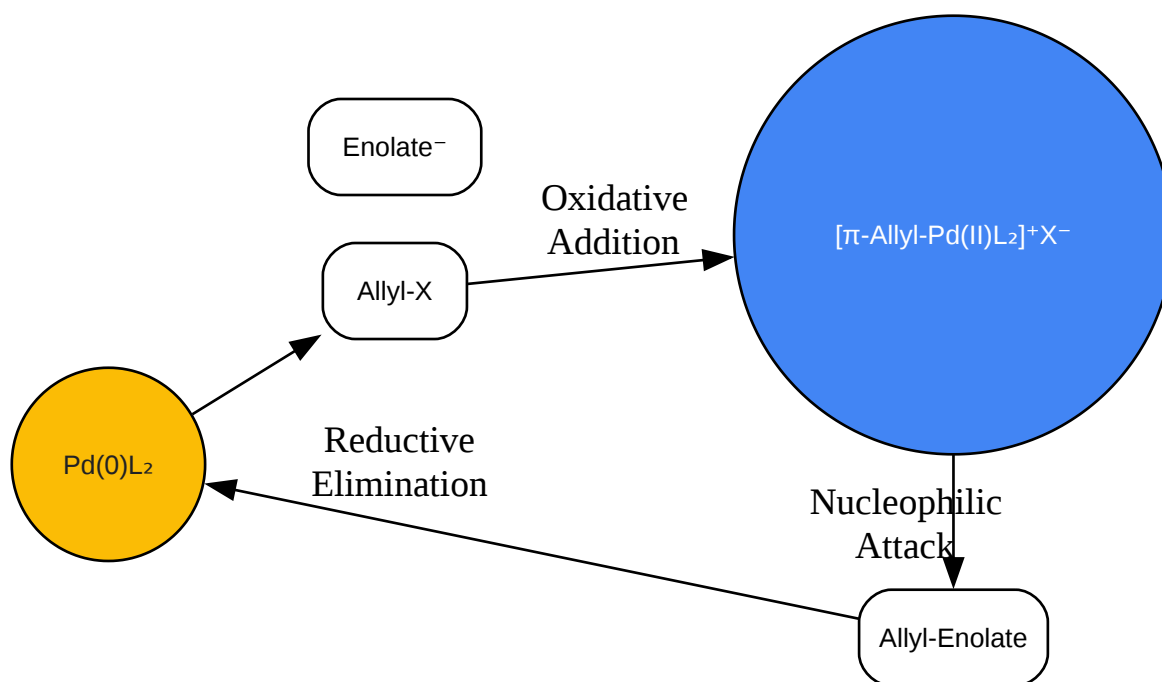 Enolate⁻
Oxidative
Addition
[π-Allyl-Pd(II)L₂]⁺X⁻
Allyl-X
Pd(0)L₂
Reductive
Elimination
Nucleophilic
Attack
Allyl-Enolate